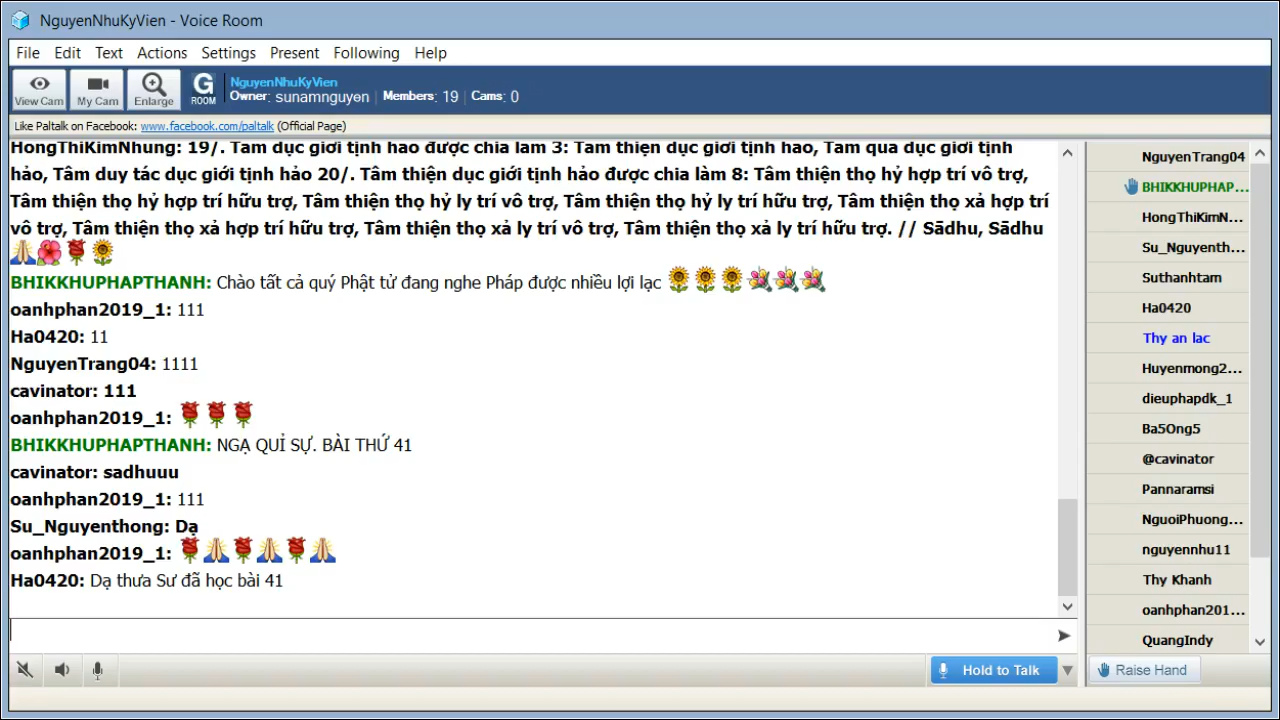 NguyenNhuKyVien - Voice Room
File Edit Text Actions Settings Present Following Help
View Cam My Cam Enlarge G ROOM
NguyenNhuKyVien
Owner: sunamnguyen Members: 19 Cams: 0
Like Paltalk on Facebook: www.facebook.com/paltalk (Official Page)
HongThiKimNhung: 19/. Tâm dục giới tịnh hảo được chia làm 3: Tâm thiện dục giới tịnh hảo, Tâm quả dục giới tịnh
hảo, Tâm duy tác dục giới tịnh hảo 20/. Tâm thiện dục giới tịnh hảo được chia làm 8: Tâm thiện thọ hỷ hợp trí vô trợ,
Tâm thiện thọ hỷ hợp trí hữu trợ, Tâm thiện thọ hỷ ly trí vô trợ, Tâm thiện thọ hỷ ly trí hữu trợ, Tâm thiện thọ xả hợp trí
vô trợ, Tâm thiện thọ xả hợp trí hữu trợ, Tâm thiện thọ xả ly trí vô trợ, Tâm thiện thọ xả ly trí hữu trợ. // Sādhu, Sādhu
🙏🌺🌹🌻
BHIKKHUPHAPTHANH: Chào tất cả quý Phật tử đang nghe Pháp được nhiều lợi lạc 🌻🌻🌻💐💐💐
oanhphan2019_1: 111
Ha0420: 11
NguyenTrang04: 1111
cavinator: 111
oanhphan2019_1: 🌹🌹🌹
BHIKKHUPHAPTHANH: NGẠ QUỈ SỰ. BÀI THỨ 41
cavinator: sadhuuu
oanhphan2019_1: 111
Su_Nguyenthong: Dạ
oanhphan2019_1: 🌹🙏🌹🙏🌹🙏
Ha0420: Dạ thưa Sư đã học bài 41
NguyenTrang04
BHIKKHUPHAP...
HongThiKimN...
Su_Nguyenth...
Suthanhtam
Ha0420
Thy an lac
Huyenmong2...
dieuphapdk_1
Ba5Ong5
@cavinator
Pannaramsi
NguoiPhuong...
nguyennhu11
Thy Khanh
oanhphan201...
QuangIndy
Hold to Talk
Raise Hand